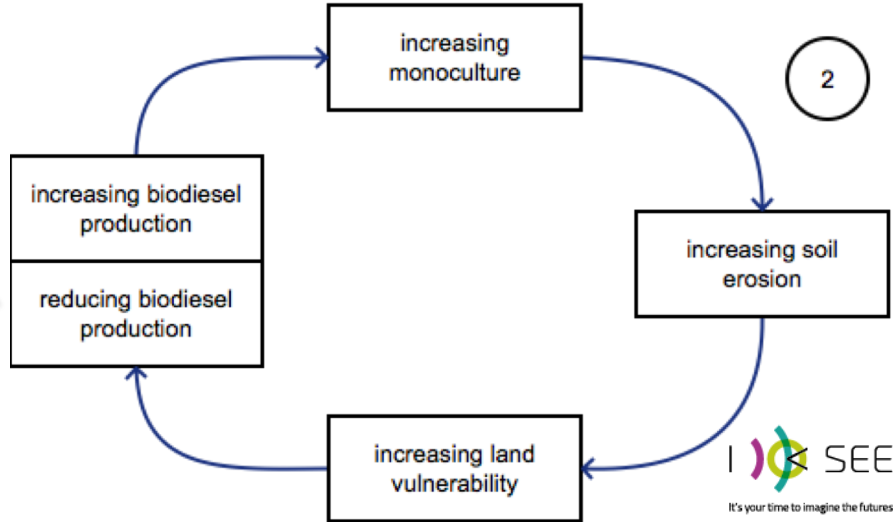 increasing
monoculture
2
increasing biodiesel
production
increasing soil
erosion
reducing biodiesel
production
increasing land
vulnerability
I SEE
It's your time to imagine the futures